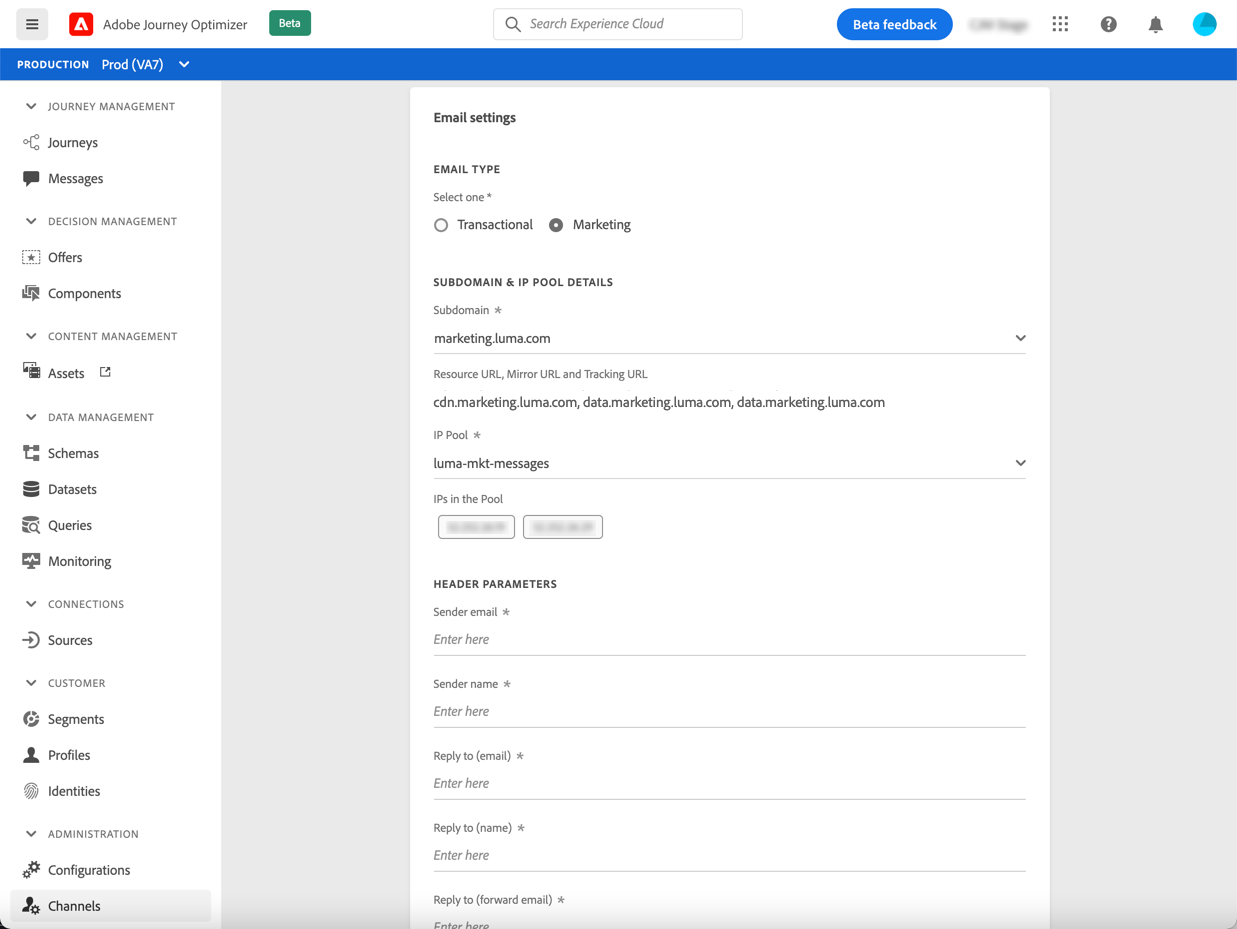 Adobe Journey Optimizer Beta Search Experience Cloud Beta feedback
PRODUCTION Prod (VA7)
JOURNEY MANAGEMENT
Journeys
Messages
DECISION MANAGEMENT
Offers
Components
CONTENT MANAGEMENT
Assets
DATA MANAGEMENT
Schemas
Datasets
Queries
Monitoring
CONNECTIONS
Sources
CUSTOMER
Segments
Profiles
Identities
ADMINISTRATION
Configurations
Channels
Email settings
EMAIL TYPE
Select one *
Transactional Marketing
SUBDOMAIN & IP POOL DETAILS
Subdomain *
marketing.luma.com
Resource URL, Mirror URL and Tracking URL
cdn.marketing.luma.com, data.marketing.luma.com, data.marketing.luma.com
IP Pool *
luma-mkt-messages
IPs in the Pool
HEADER PARAMETERS
Sender email *
Enter here
Sender name *
Enter here
Reply to (email) *
Enter here
Reply to (name) *
Enter here
Reply to (forward email) *
Enter here